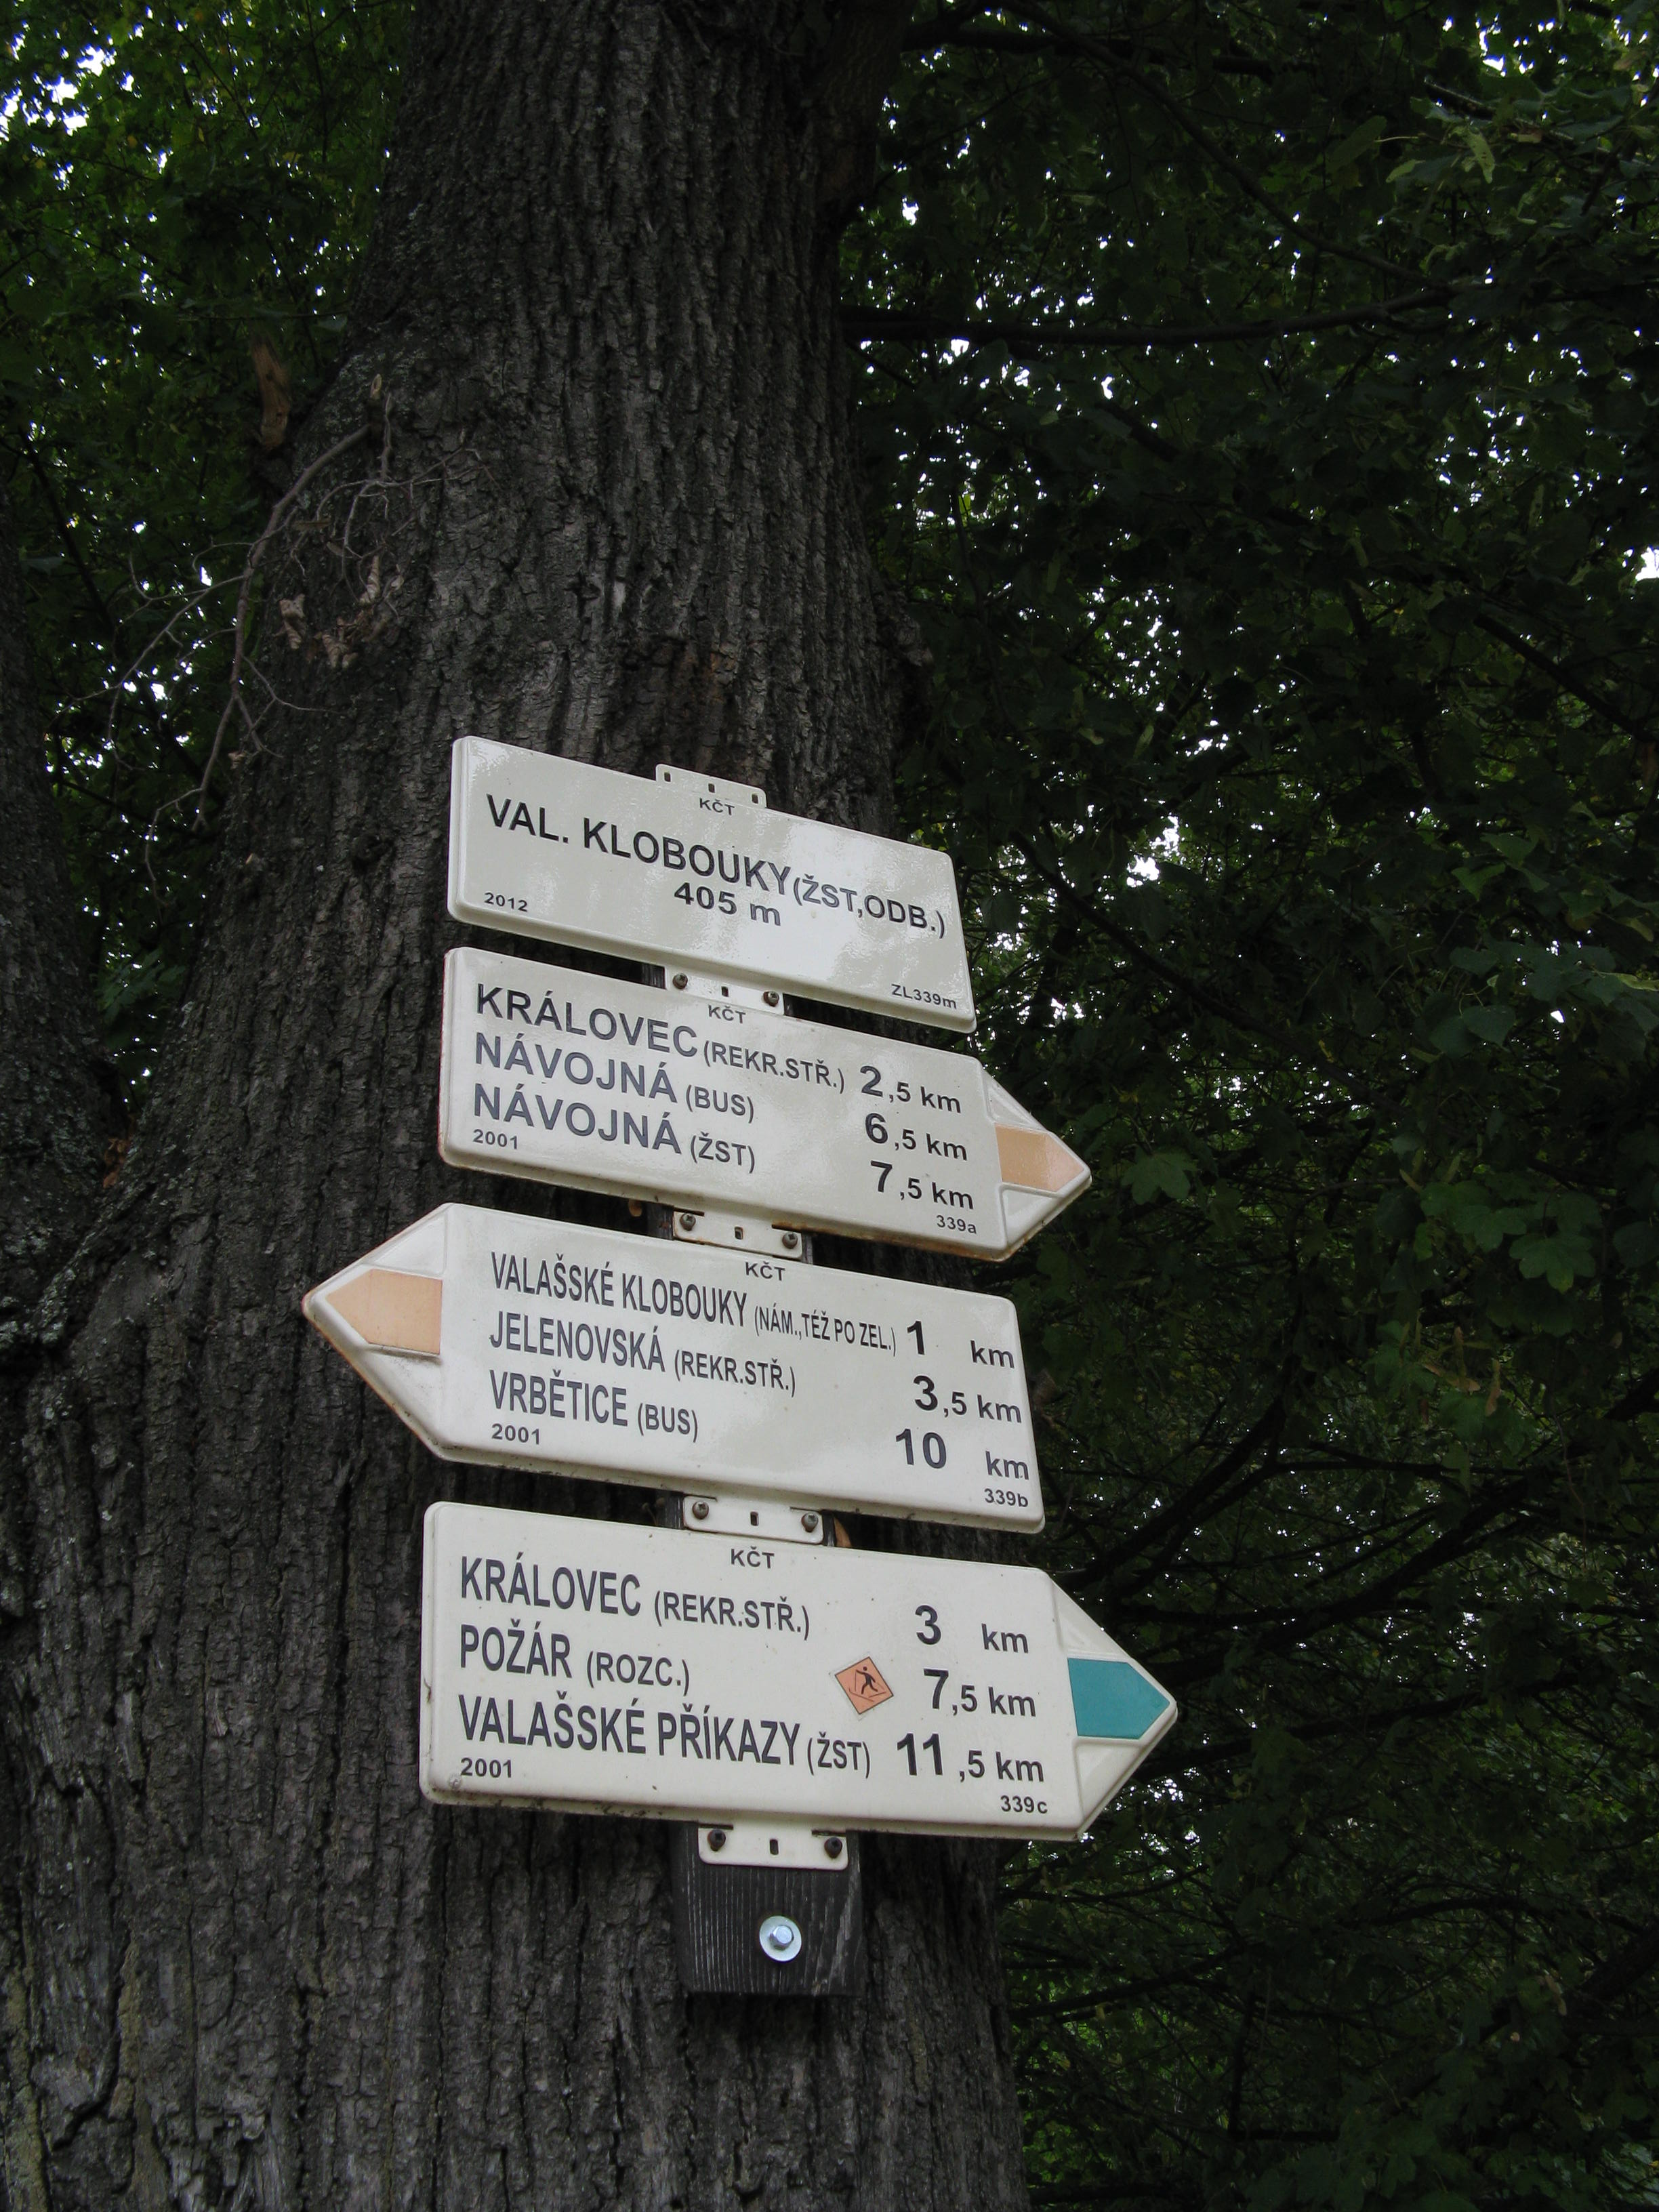 KČT
VAL. KLOBOUKY (ŽST,ODB.)
405 m
2012
ZL339m
KČT
KRÁLOVEC (REKR.STŘ.) 2,5 km
NÁVOJNÁ (BUS) 6,5 km
NÁVOJNÁ (ŽST) 7,5 km
2001
339a
KČT
VALAŠSKÉ KLOBOUKY (NÁM.,TÉŽ PO ZEL.) 1 km
JELENOVSKÁ (REKR.STŘ.) 3,5 km
VRBĚTICE (BUS) 10 km
2001
339b
KČT
KRÁLOVEC (REKR.STŘ.) 3 km
POŽÁR (ROZC.) 7,5 km
VALAŠSKÉ PŘÍKAZY (ŽST) 11,5 km
2001
339c